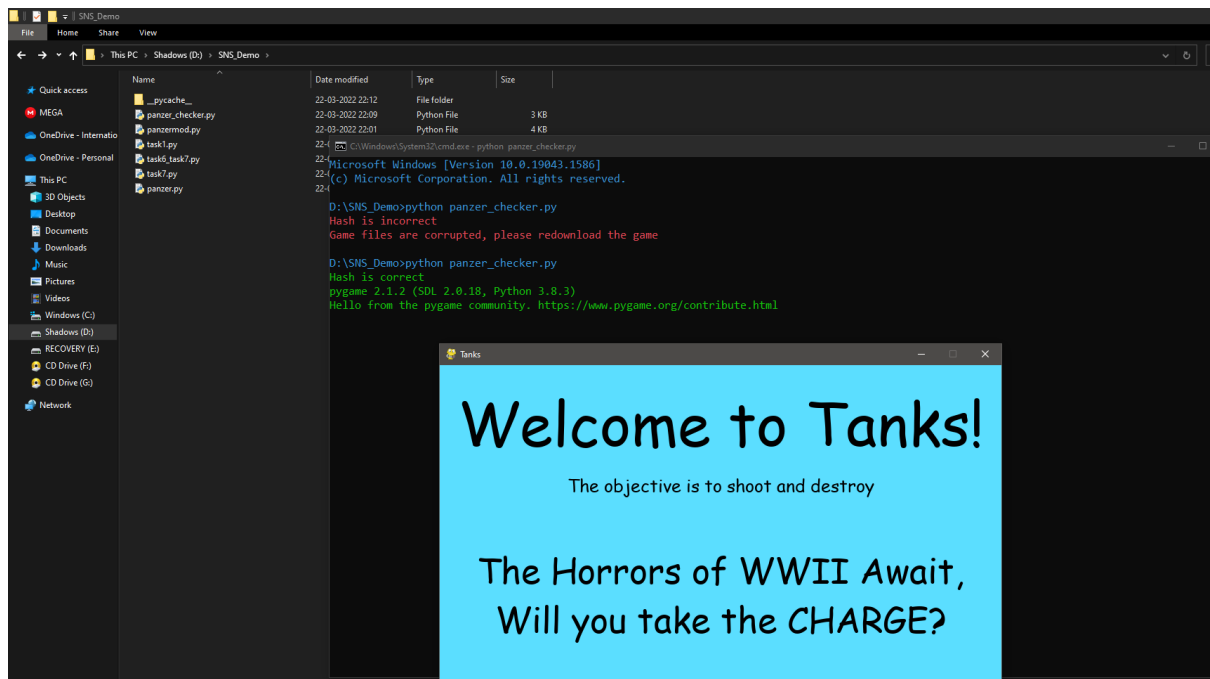 SNS_Demo
File Home Share View
This PC > Shadows (D:) > SNS_Demo >
Name Date modified Type Size
Quick access
MEGA
OneDrive - Internatio
OneDrive - Personal
This PC
3D Objects
Desktop
Documents
Downloads
Music
Pictures
Videos
Windows (C:)
Shadows (D:)
RECOVERY (E:)
CD Drive (F:)
CD Drive (G:)
Network
__pycache__ 22-03-2022 22:12 File folder
panzer_checker.py 22-03-2022 22:09 Python File 3 KB
panzermod.py 22-03-2022 22:01 Python File 4 KB
task1.py 22-
task6_task7.py 22-
task7.py 22-
panzer.py 22-
C:\Windows\System32\cmd.exe - python panzer_checker.py
Microsoft Windows [Version 10.0.19043.1586]
(c) Microsoft Corporation. All rights reserved.
D:\SNS_Demo>python panzer_checker.py
Hash is incorrect
Game files are corrupted, please redownload the game
D:\SNS_Demo>python panzer_checker.py
Hash is correct
pygame 2.1.2 (SDL 2.0.18, Python 3.8.3)
Hello from the pygame community. https://www.pygame.org/contribute.html
Tanks
Welcome to Tanks!
The objective is to shoot and destroy
The Horrors of WWII Await,
Will you take the CHARGE?